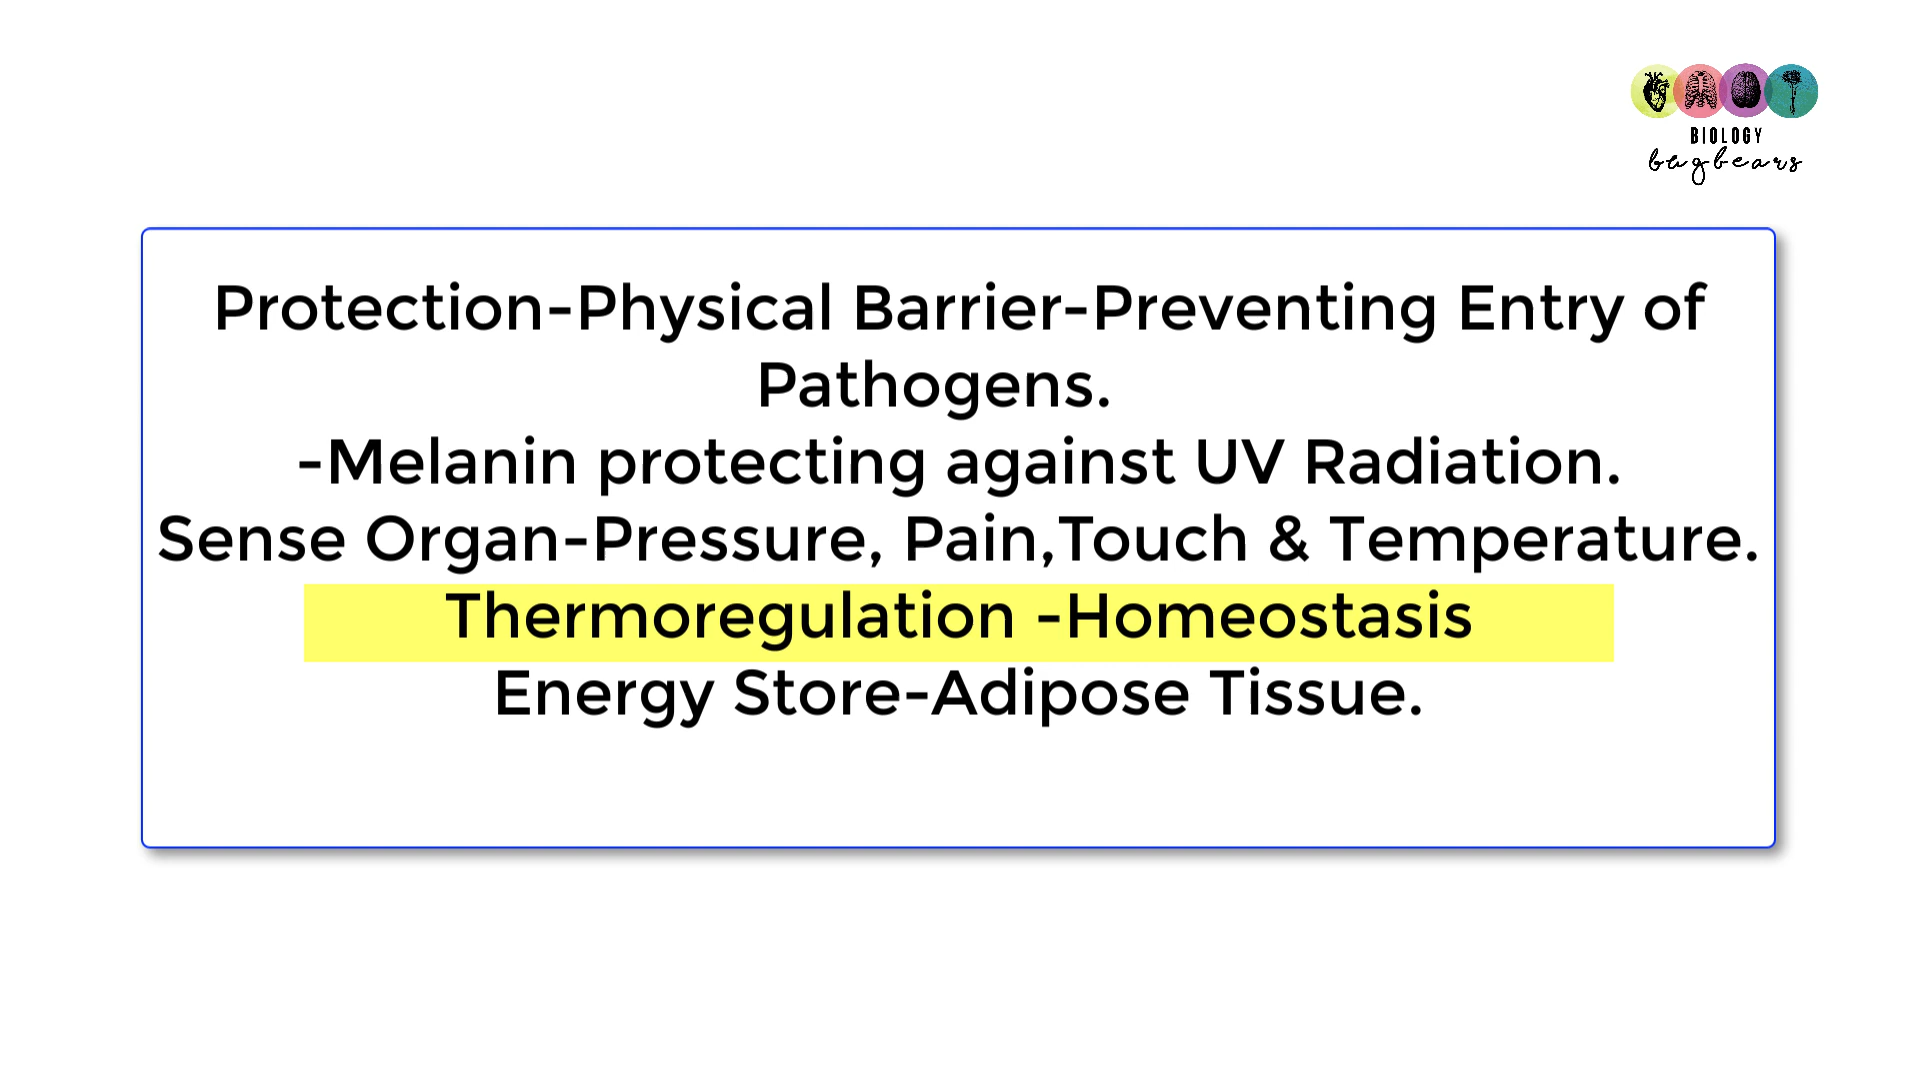 BIOLOGY
bugbears
Protection-Physical Barrier-Preventing Entry of
Pathogens.
-Melanin protecting against UV Radiation.
Sense Organ-Pressure, Pain,Touch & Temperature.
Thermoregulation -Homeostasis
Energy Store-Adipose Tissue.